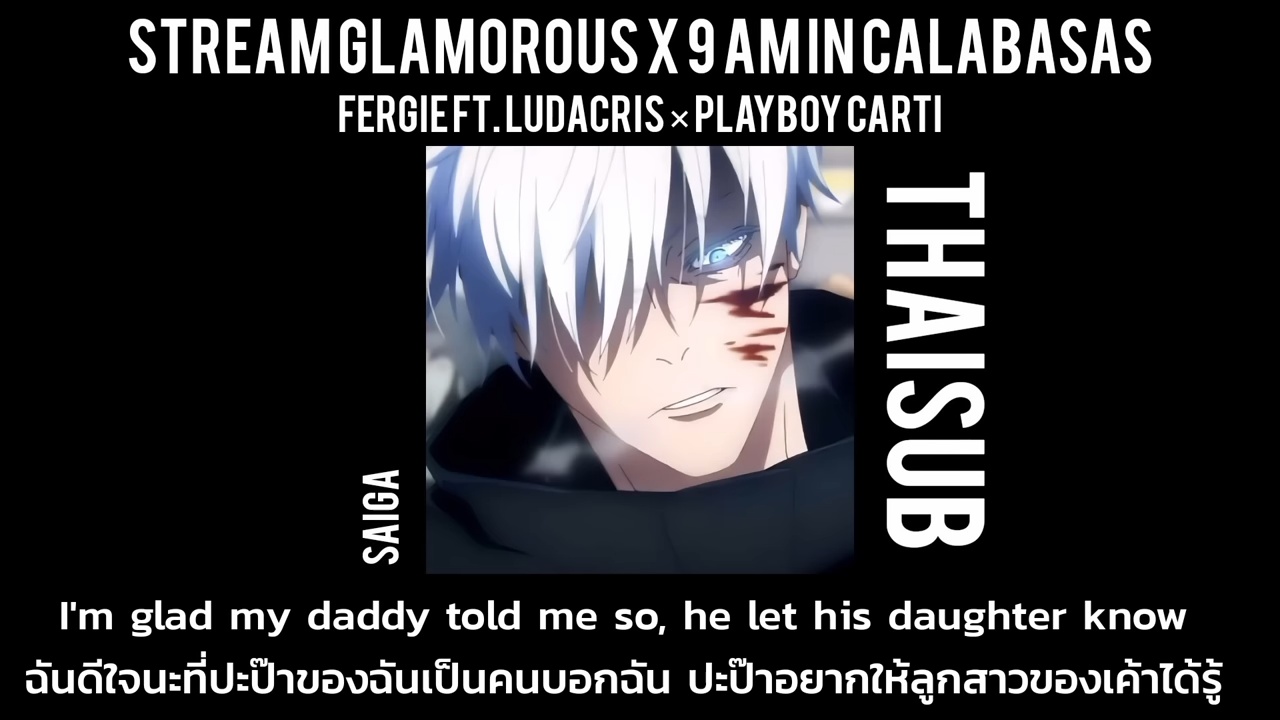 STREAM GLAMOROUS X 9 AM IN CALABASAS
FERGIE FT. LUDACRIS × PLAYBOY CARTI
THAISUB
SAIGA
I'm glad my daddy told me so, he let his daughter know
ฉันดีใจนะที่ปะป๊าของฉันเป็นคนบอกฉัน ปะป๊าอยากให้ลูกสาวของเค้าได้รู้